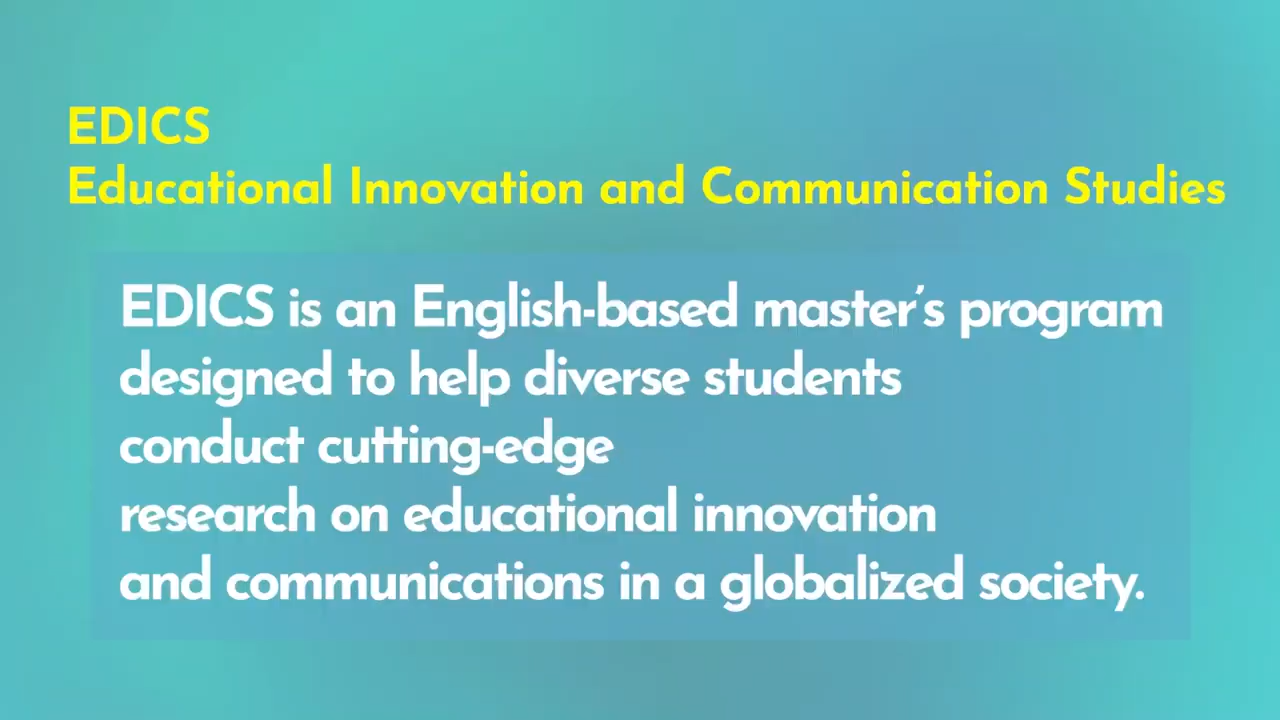 EDICS
Educational Innovation and Communication Studies
EDICS is an English-based master’s program
designed to help diverse students
conduct cutting-edge
research on educational innovation
and communications in a globalized society.